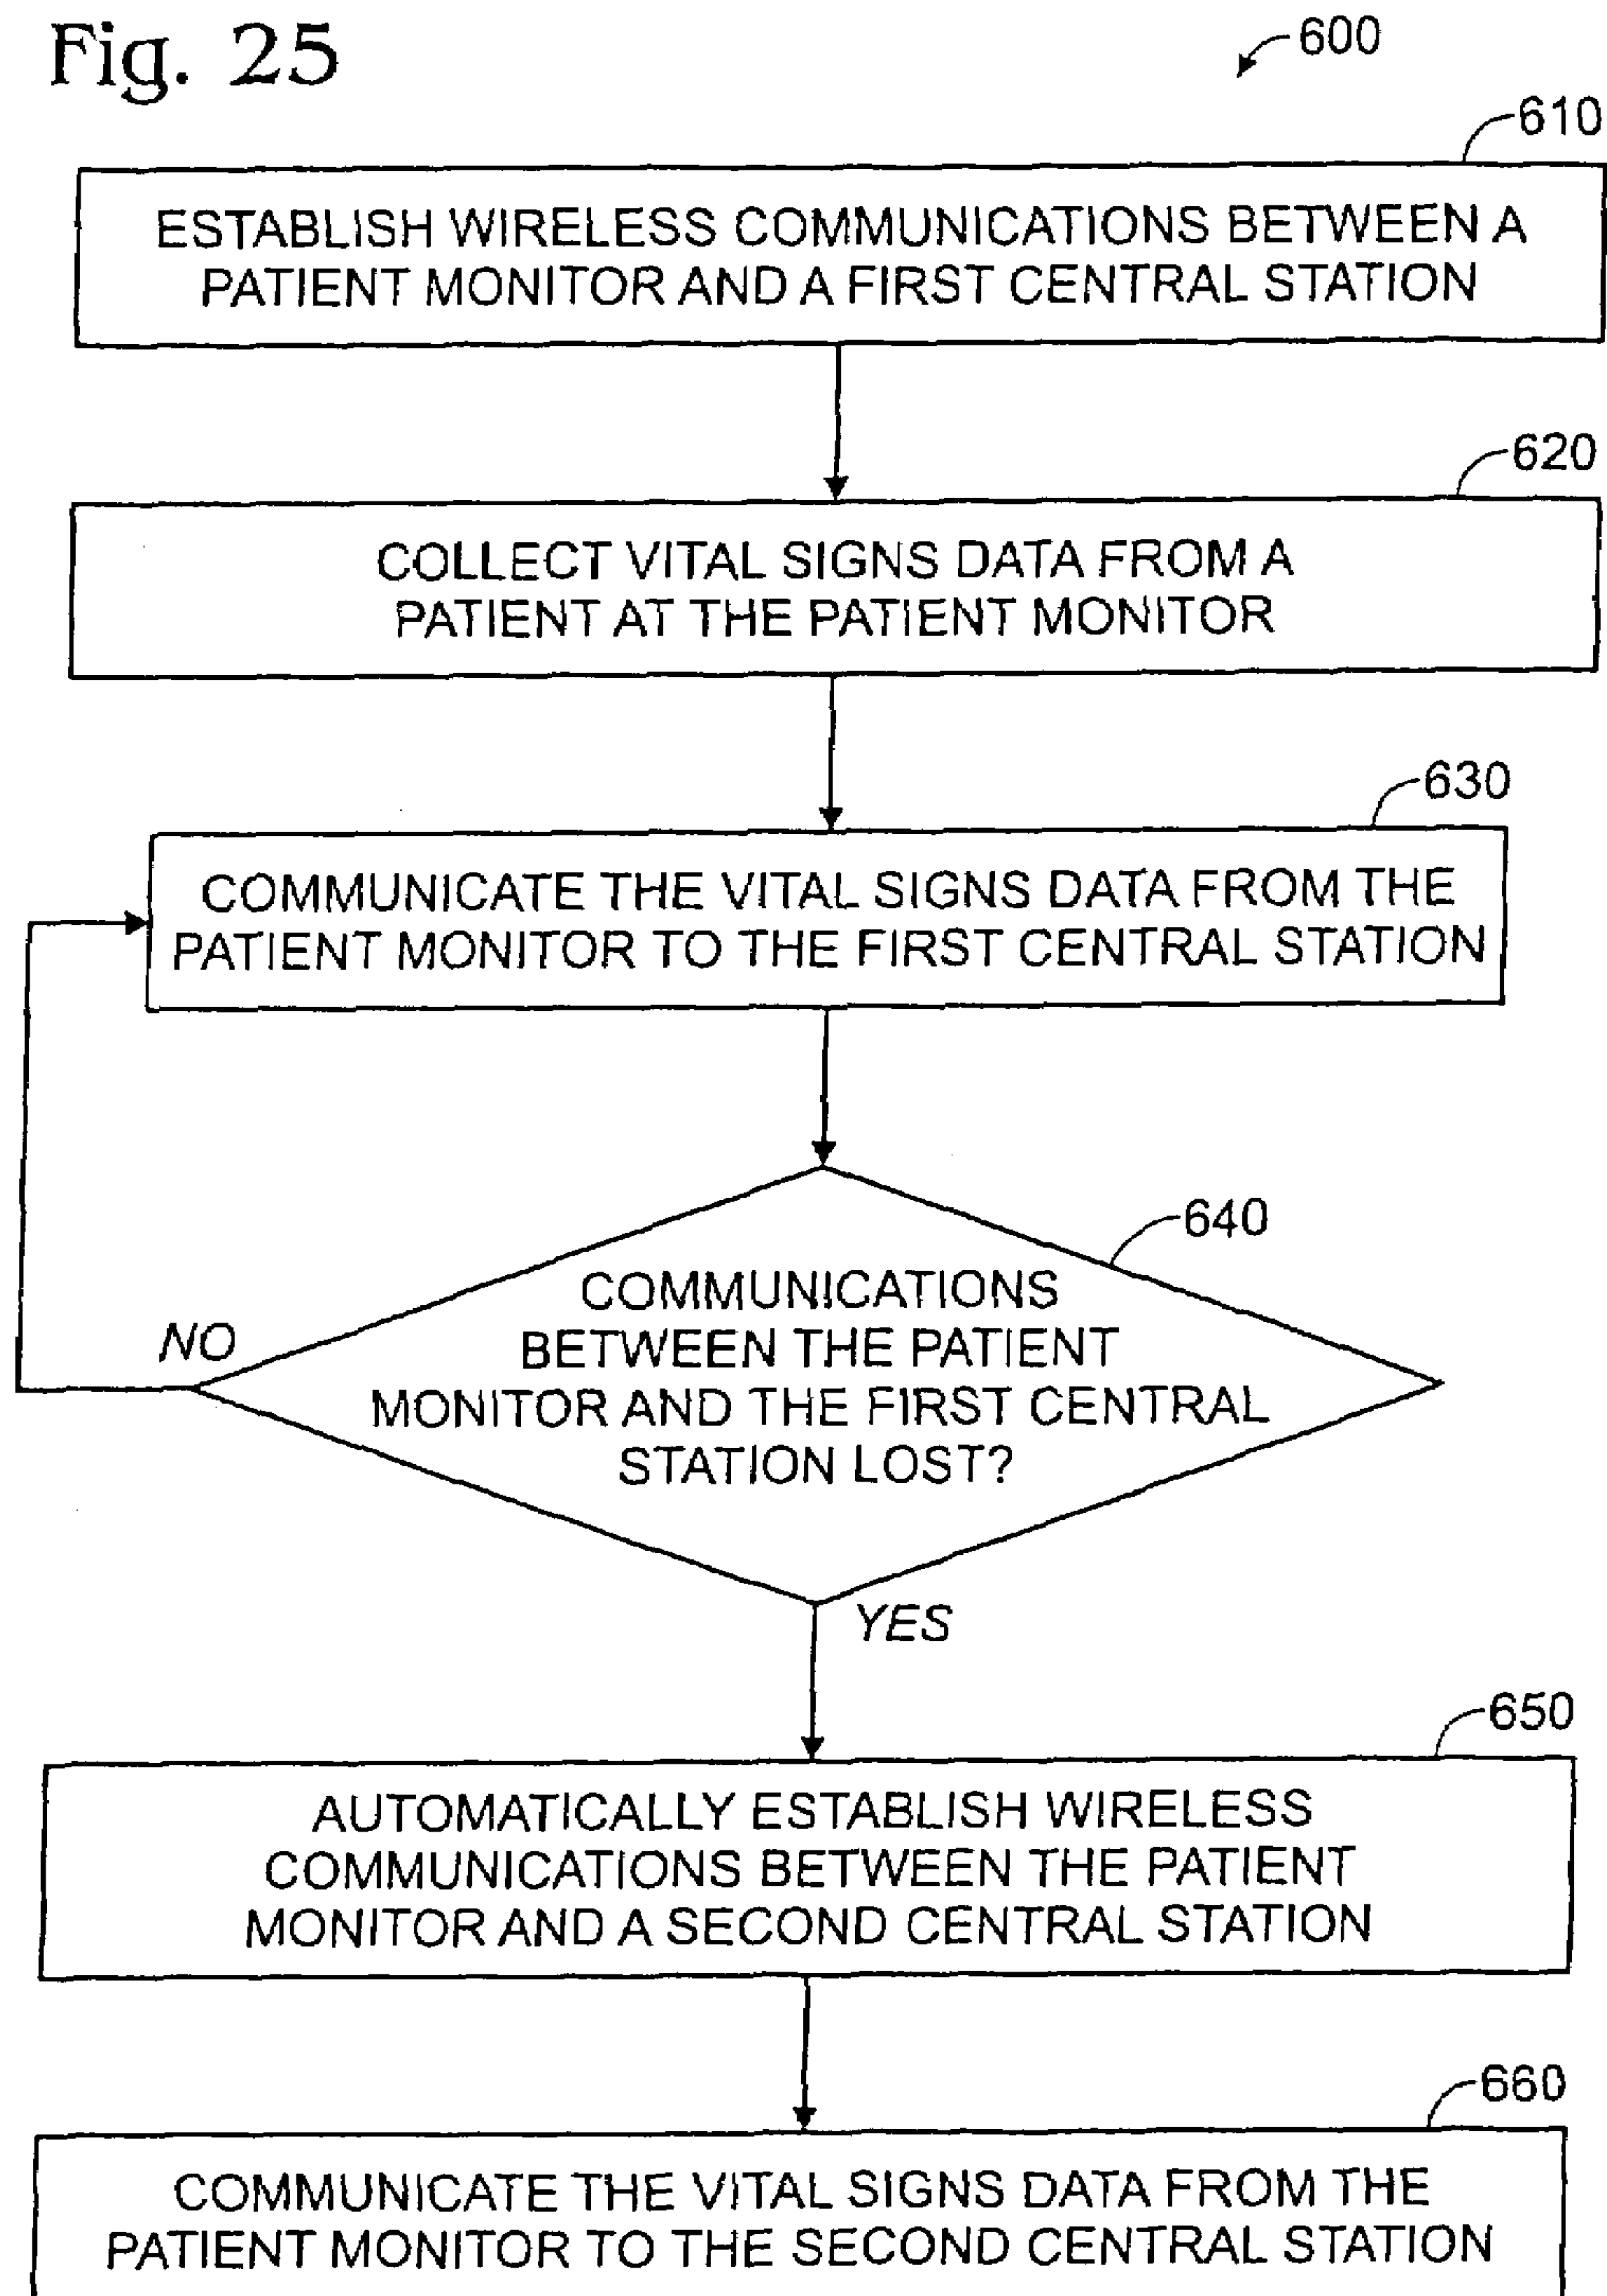 Fig. 25
600
610
ESTABLISH WIRELESS COMMUNICATIONS BETWEEN A
PATIENT MONITOR AND A FIRST CENTRAL STATION
620
COLLECT VITAL SIGNS DATA FROM A
PATIENT AT THE PATIENT MONITOR
630
COMMUNICATE THE VITAL SIGNS DATA FROM THE
PATIENT MONITOR TO THE FIRST CENTRAL STATION
640
COMMUNICATIONS
BETWEEN THE PATIENT
MONITOR AND THE FIRST CENTRAL
STATION LOST?
NO
YES
650
AUTOMATICALLY ESTABLISH WIRELESS
COMMUNICATIONS BETWEEN THE PATIENT
MONITOR AND A SECOND CENTRAL STATION
660
COMMUNICATE THE VITAL SIGNS DATA FROM THE
PATIENT MONITOR TO THE SECOND CENTRAL STATION